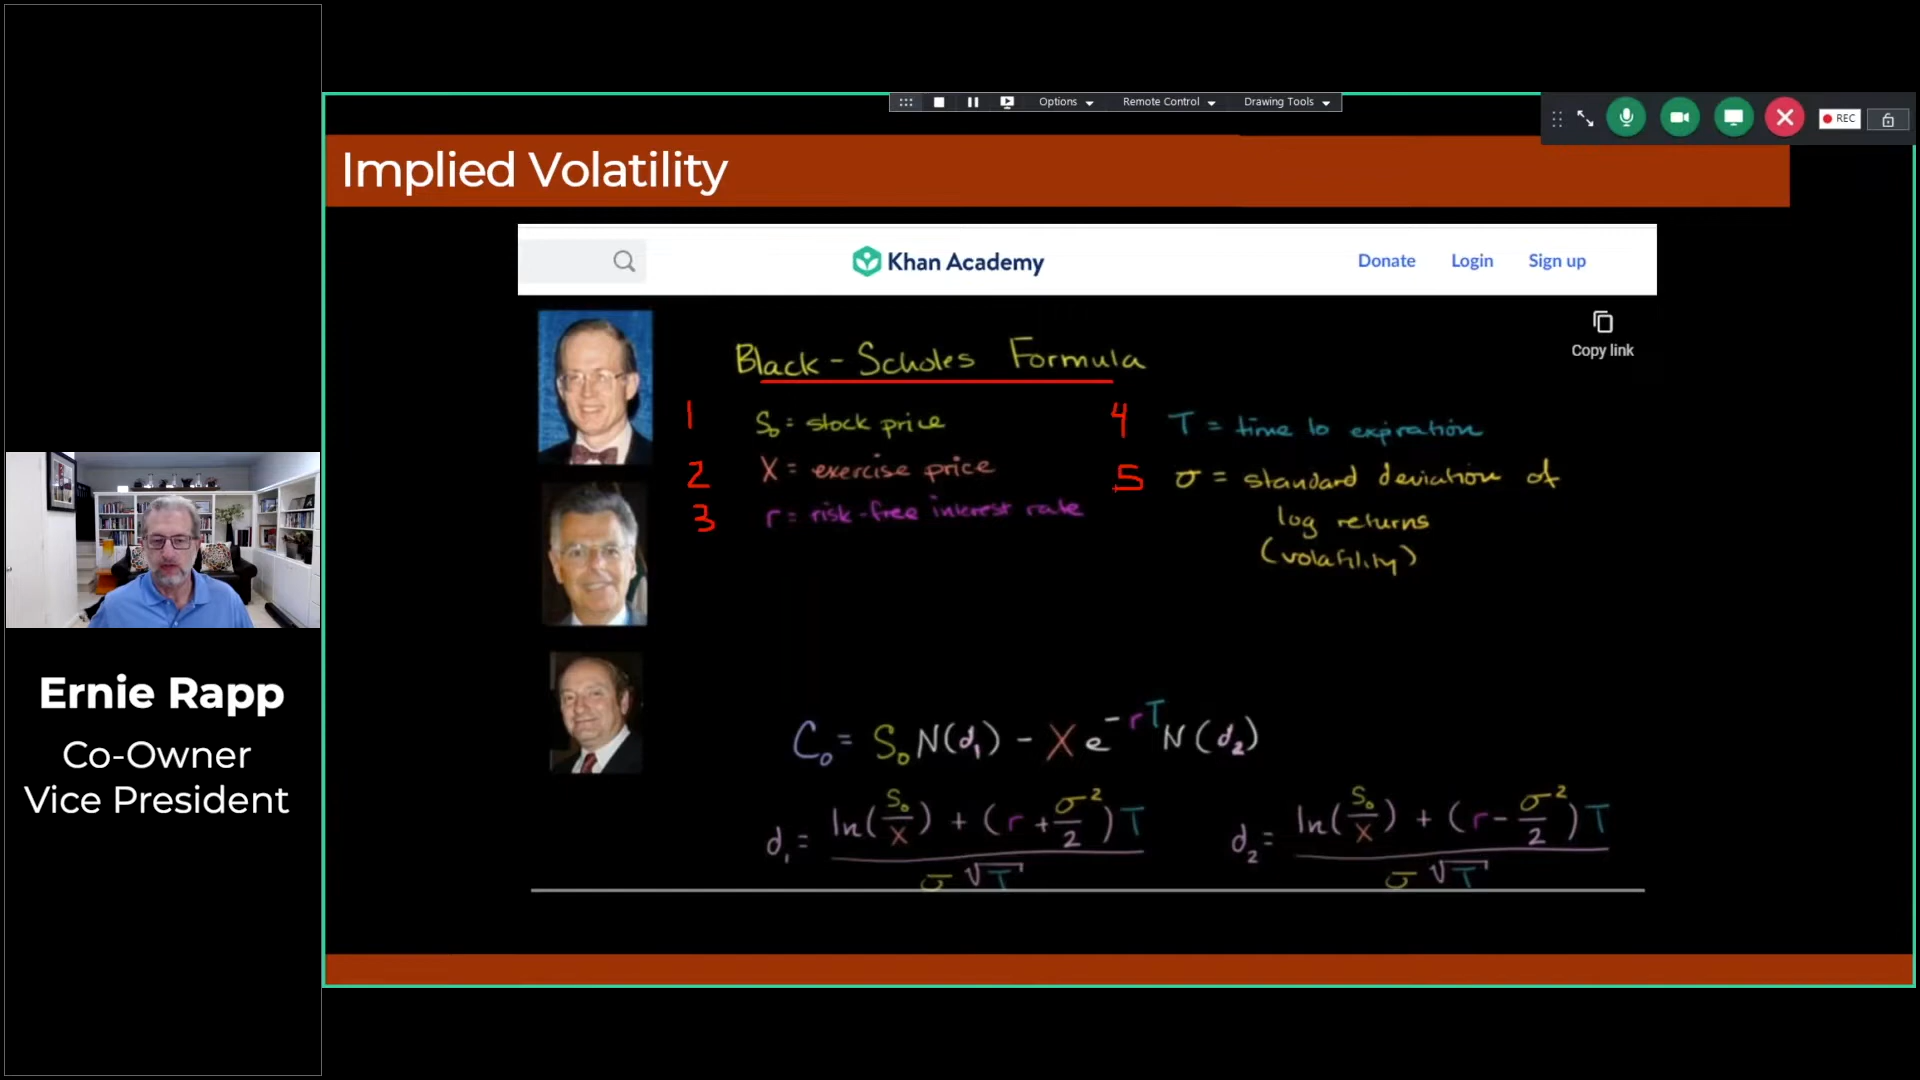 Options
Remote Control
Drawing Tools
REC
Implied Volatility
Khan Academy
Donate
Login
Sign up
Copy link
Black-Scholes Formula
1 S₀ = stock price
2 X = exercise price
3 r = risk-free interest rate
4 T = time to expiration
5 σ = standard deviation of
log returns
(volatility)
C₀ = S₀N(d₁) - Xe^-rT N(d₂)
d₁ = ln(S₀/X) + (r + σ²/2)T / σ√T
d₂ = ln(S₀/X) + (r - σ²/2)T / σ√T
Ernie Rapp
Co-Owner
Vice President